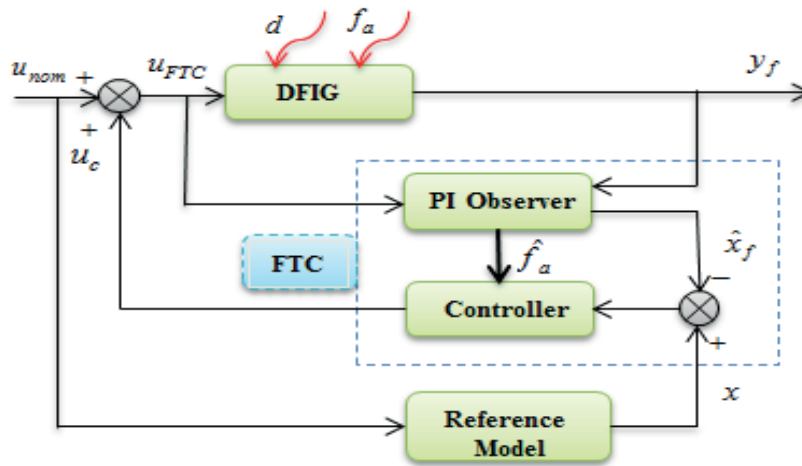 d f_a
u_nom + u_FTC y_f
DFIG
+
u_c
PI Observer
x̂_f
FTC f̂_a
−
Controller
+
x
Reference
Model